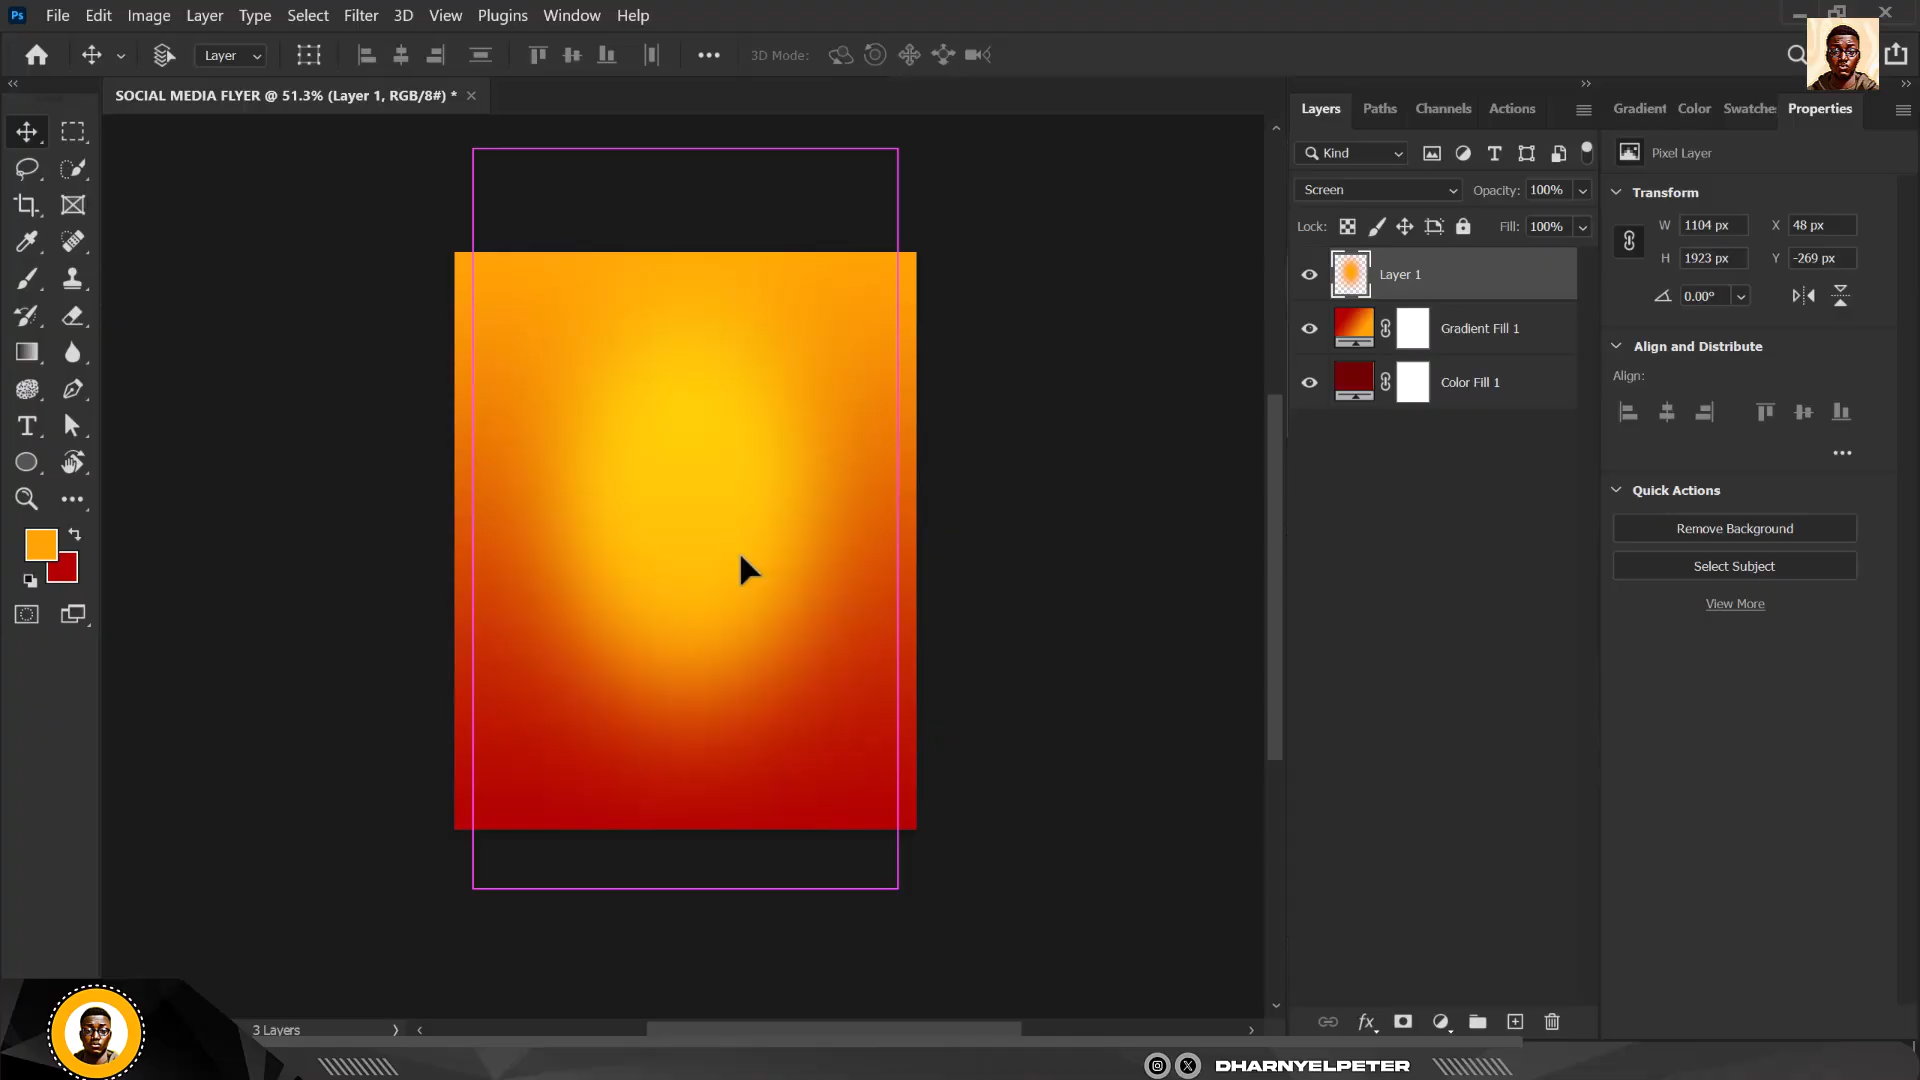 Ps File Edit Image Layer Type Select Filter 3D View Plugins Window Help
Layer 3D Mode:
SOCIAL MEDIA FLYER @ 51.3% (Layer 1, RGB/8#) *
Layers Paths Channels Actions
Gradient Color Swatche Properties
Kind
Pixel Layer
Screen Opacity: 100%
Transform
Lock: Fill: 100%
W 1104 px X 48 px
H 1923 px Y -269 px
Layer 1
0.00°
Gradient Fill 1
Align and Distribute
Align:
Color Fill 1
Quick Actions
Remove Background
Select Subject
View More
3 Layers
fx
DHARNYELPETER